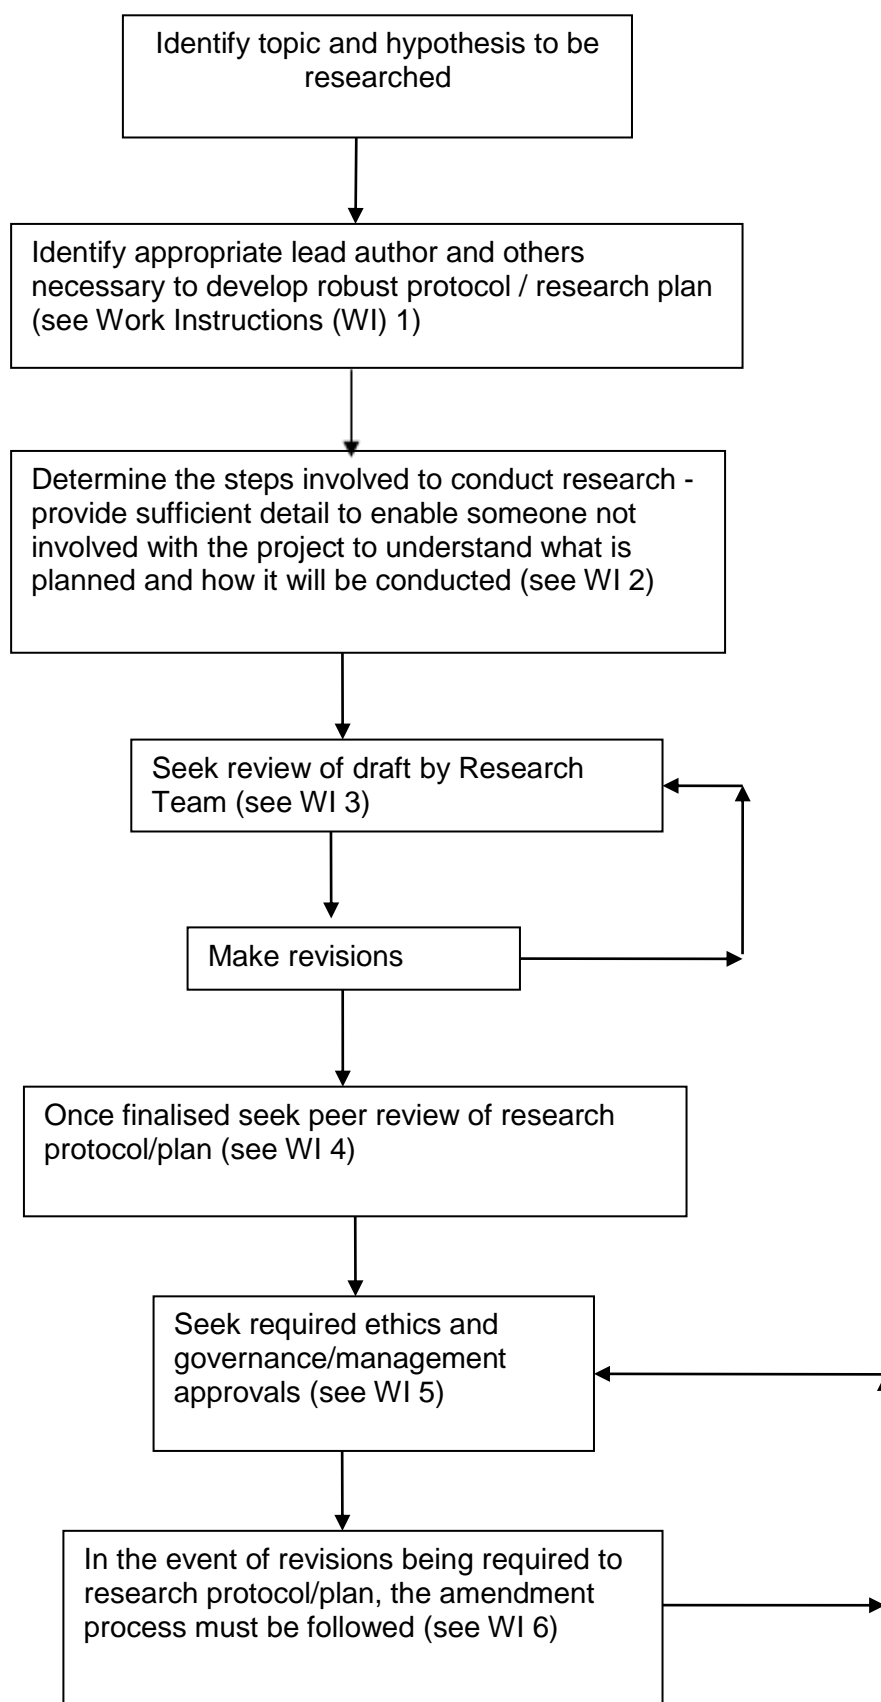 Identify topic and hypothesis to be
researched
Identify appropriate lead author and others
necessary to develop robust protocol / research plan
(see Work Instructions (WI) 1)
Determine the steps involved to conduct research -
provide sufficient detail to enable someone not
involved with the project to understand what is
planned and how it will be conducted (see WI 2)
Seek review of draft by Research
Team (see WI 3)
Make revisions
Once finalised seek peer review of research
protocol/plan (see WI 4)
Seek required ethics and
governance/management
approvals (see WI 5)
In the event of revisions being required to
research protocol/plan, the amendment
process must be followed (see WI 6)